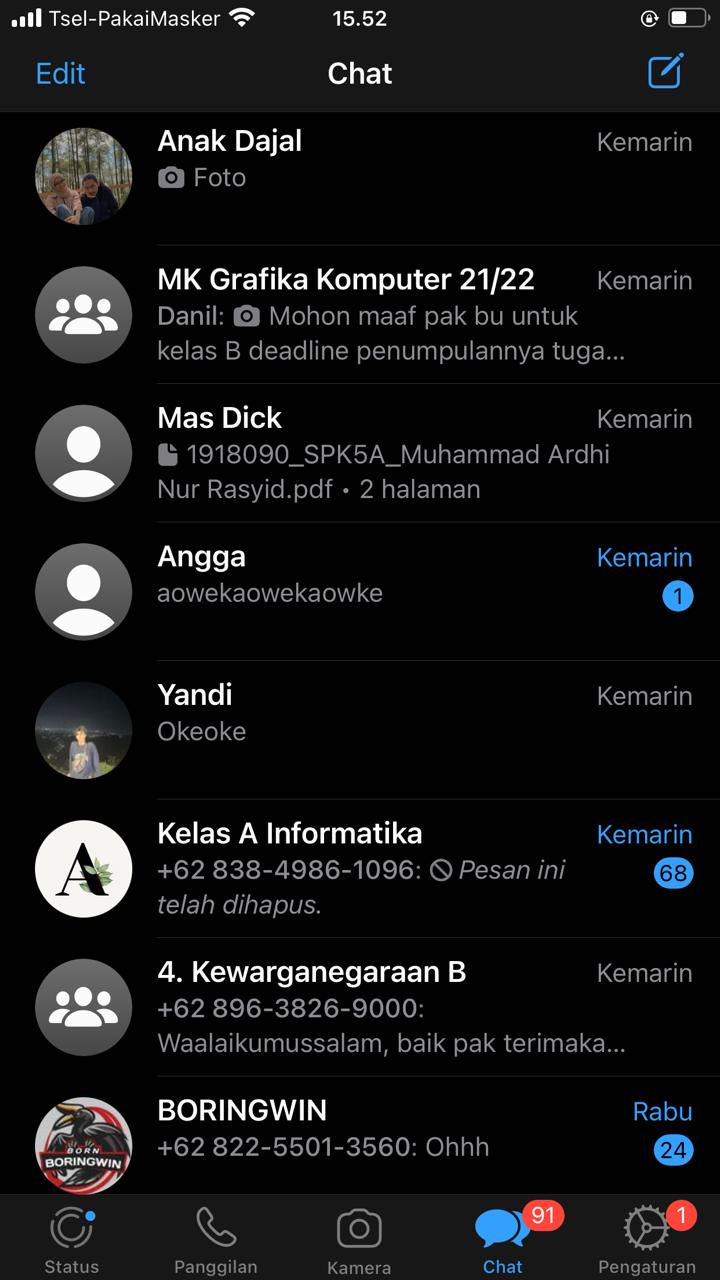 Tsel-PakaiMasker 15.52
Edit Chat
Anak Dajal Kemarin
Foto
MK Grafika Komputer 21/22 Kemarin
Danil: Mohon maaf pak bu untuk
kelas B deadline penumpulannya tuga...
Mas Dick Kemarin
1918090_SPK5A_Muhammad Ardhi
Nur Rasyid.pdf • 2 halaman
Angga Kemarin
aowekaowekaowke 1
Yandi Kemarin
Okeoke
A
Kelas A Informatika Kemarin
+62 838-4986-1096: Pesan ini 68
telah dihapus.
4. Kewarganegaraan B Kemarin
+62 896-3826-9000:
Waalaikumussalam, baik pak terimaka...
BORN
BORINGWIN
BORINGWIN Rabu
+62 822-5501-3560: Ohhh 24
91 1
Status Panggilan Kamera Chat Pengaturan